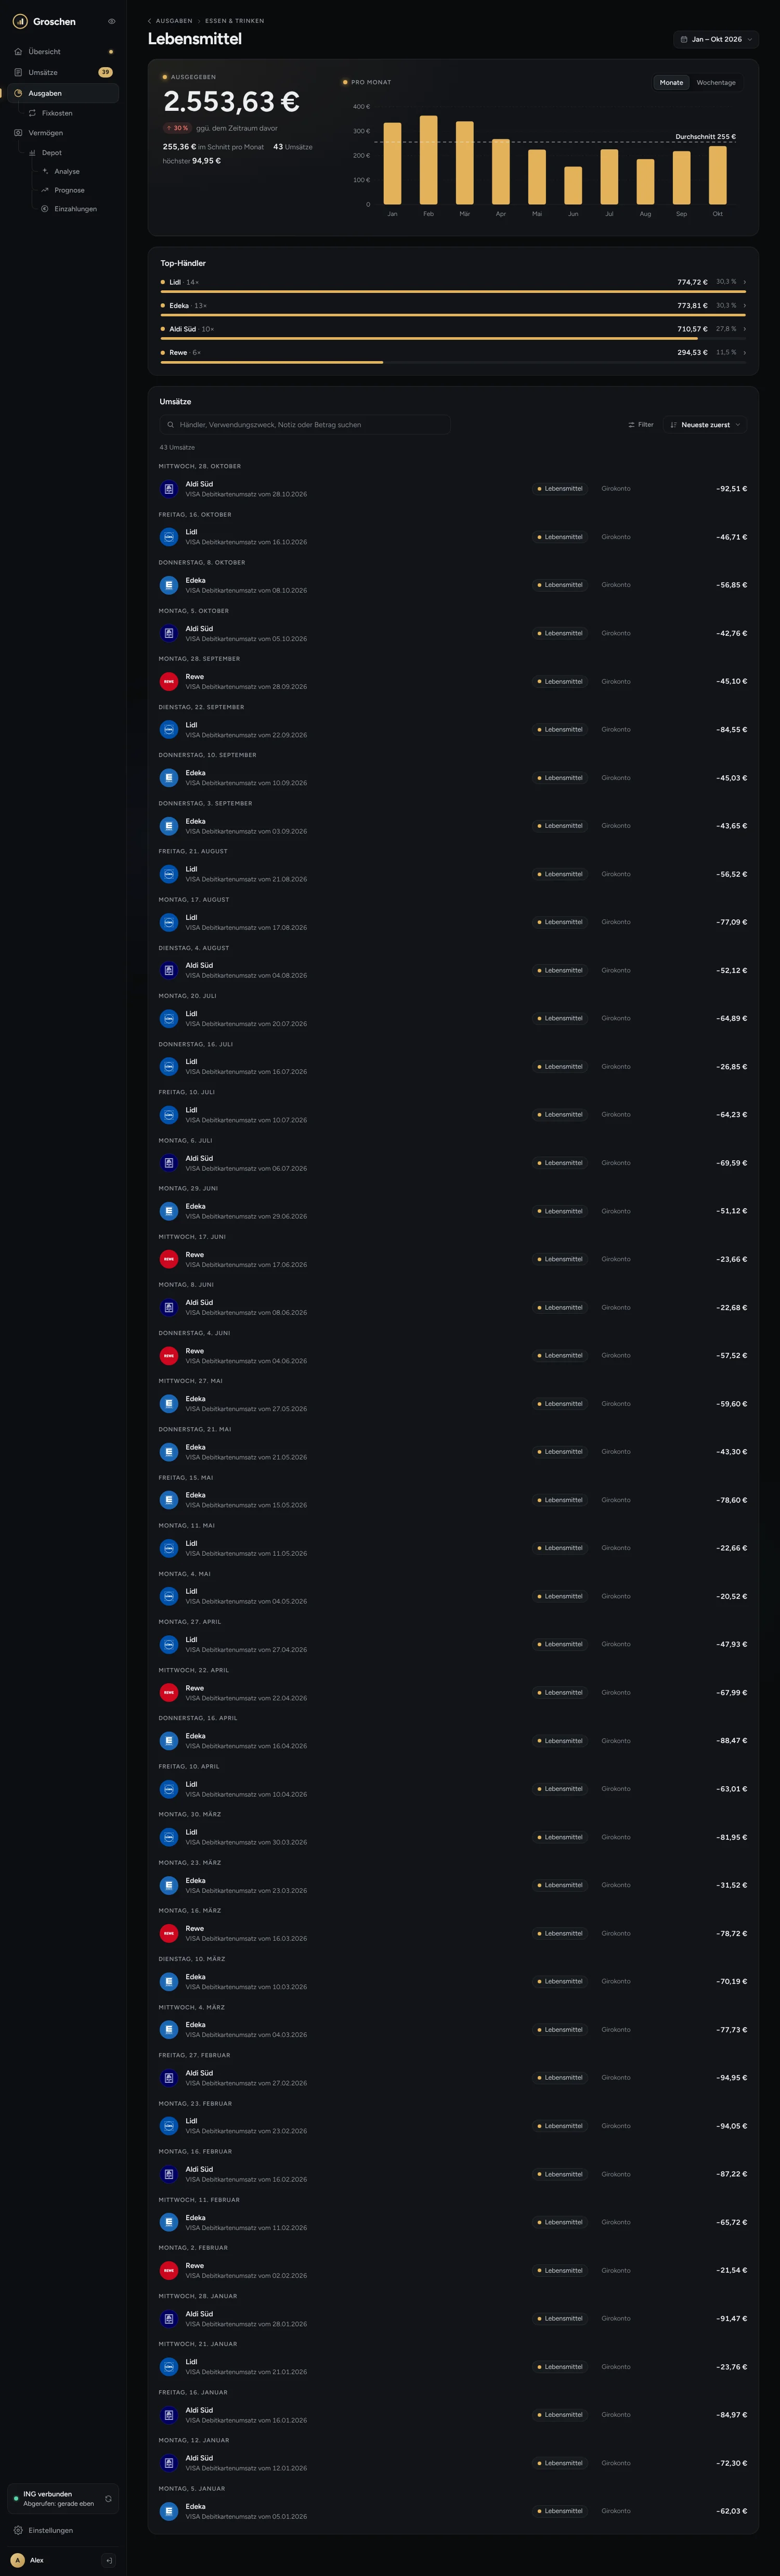 Groschen
Übersicht
Umsätze 39
Ausgaben
Fixkosten
Vermögen
Depot
Analyse
Prognose
Einzahlungen
AUSGABEN › ESSEN & TRINKEN
Lebensmittel
Jan – Okt 2026
AUSGEGEBEN
2.553,63 €
↑ 30 % ggü. dem Zeitraum davor
255,36 € im Schnitt pro Monat 43 Umsätze
höchster 94,95 €
PRO MONAT
Monate Wochentage
400 €
300 €
200 €
100 €
0
Durchschnitt 255 €
Jan Feb Mär Apr Mai Jun Jul Aug Sep Okt
Top-Händler
Lidl · 14× 774,72 € 30,3 %
Edeka · 13× 773,81 € 30,3 %
Aldi Süd · 10× 710,57 € 27,8 %
Rewe · 6× 294,53 € 11,5 %
Umsätze
Händler, Verwendungszweck, Notiz oder Betrag suchen
Filter
Neueste zuerst
43 Umsätze
MITTWOCH, 28. OKTOBER
Aldi Süd
VISA Debitkartenumsatz vom 28.10.2026
Lebensmittel Girokonto −92,51 €
FREITAG, 16. OKTOBER
Lidl
VISA Debitkartenumsatz vom 16.10.2026
Lebensmittel Girokonto −46,71 €
DONNERSTAG, 8. OKTOBER
Edeka
VISA Debitkartenumsatz vom 08.10.2026
Lebensmittel Girokonto −56,85 €
MONTAG, 5. OKTOBER
Aldi Süd
VISA Debitkartenumsatz vom 05.10.2026
Lebensmittel Girokonto −42,76 €
MONTAG, 28. SEPTEMBER
Rewe
VISA Debitkartenumsatz vom 28.09.2026
Lebensmittel Girokonto −45,10 €
DIENSTAG, 22. SEPTEMBER
Lidl
VISA Debitkartenumsatz vom 22.09.2026
Lebensmittel Girokonto −84,55 €
DONNERSTAG, 10. SEPTEMBER
Edeka
VISA Debitkartenumsatz vom 10.09.2026
Lebensmittel Girokonto −45,03 €
DONNERSTAG, 3. SEPTEMBER
Edeka
VISA Debitkartenumsatz vom 03.09.2026
Lebensmittel Girokonto −43,65 €
FREITAG, 21. AUGUST
Lidl
VISA Debitkartenumsatz vom 21.08.2026
Lebensmittel Girokonto −56,52 €
MONTAG, 17. AUGUST
Lidl
VISA Debitkartenumsatz vom 17.08.2026
Lebensmittel Girokonto −77,09 €
DIENSTAG, 4. AUGUST
Aldi Süd
VISA Debitkartenumsatz vom 04.08.2026
Lebensmittel Girokonto −52,12 €
MONTAG, 20. JULI
Lidl
VISA Debitkartenumsatz vom 20.07.2026
Lebensmittel Girokonto −64,89 €
DONNERSTAG, 16. JULI
Lidl
VISA Debitkartenumsatz vom 16.07.2026
Lebensmittel Girokonto −26,85 €
FREITAG, 10. JULI
Lidl
VISA Debitkartenumsatz vom 10.07.2026
Lebensmittel Girokonto −64,23 €
MONTAG, 6. JULI
Aldi Süd
VISA Debitkartenumsatz vom 06.07.2026
Lebensmittel Girokonto −69,59 €
MONTAG, 29. JUNI
Edeka
VISA Debitkartenumsatz vom 29.06.2026
Lebensmittel Girokonto −51,12 €
MITTWOCH, 17. JUNI
Rewe
VISA Debitkartenumsatz vom 17.06.2026
Lebensmittel Girokonto −23,66 €
MONTAG, 8. JUNI
Aldi Süd
VISA Debitkartenumsatz vom 08.06.2026
Lebensmittel Girokonto −22,68 €
DONNERSTAG, 4. JUNI
Rewe
VISA Debitkartenumsatz vom 04.06.2026
Lebensmittel Girokonto −57,52 €
MITTWOCH, 27. MAI
Edeka
VISA Debitkartenumsatz vom 27.05.2026
Lebensmittel Girokonto −59,60 €
DONNERSTAG, 21. MAI
Edeka
VISA Debitkartenumsatz vom 21.05.2026
Lebensmittel Girokonto −43,30 €
FREITAG, 15. MAI
Edeka
VISA Debitkartenumsatz vom 15.05.2026
Lebensmittel Girokonto −78,60 €
MONTAG, 11. MAI
Lidl
VISA Debitkartenumsatz vom 11.05.2026
Lebensmittel Girokonto −22,66 €
MONTAG, 4. MAI
Lidl
VISA Debitkartenumsatz vom 04.05.2026
Lebensmittel Girokonto −20,52 €
MONTAG, 27. APRIL
Lidl
VISA Debitkartenumsatz vom 27.04.2026
Lebensmittel Girokonto −47,93 €
MITTWOCH, 22. APRIL
Rewe
VISA Debitkartenumsatz vom 22.04.2026
Lebensmittel Girokonto −67,99 €
DONNERSTAG, 16. APRIL
Edeka
VISA Debitkartenumsatz vom 16.04.2026
Lebensmittel Girokonto −88,47 €
FREITAG, 10. APRIL
Lidl
VISA Debitkartenumsatz vom 10.04.2026
Lebensmittel Girokonto −63,01 €
MONTAG, 30. MÄRZ
Lidl
VISA Debitkartenumsatz vom 30.03.2026
Lebensmittel Girokonto −81,95 €
MONTAG, 23. MÄRZ
Edeka
VISA Debitkartenumsatz vom 23.03.2026
Lebensmittel Girokonto −31,52 €
MONTAG, 16. MÄRZ
Rewe
VISA Debitkartenumsatz vom 16.03.2026
Lebensmittel Girokonto −78,72 €
DIENSTAG, 10. MÄRZ
Edeka
VISA Debitkartenumsatz vom 10.03.2026
Lebensmittel Girokonto −70,19 €
MITTWOCH, 4. MÄRZ
Edeka
VISA Debitkartenumsatz vom 04.03.2026
Lebensmittel Girokonto −77,73 €
FREITAG, 27. FEBRUAR
Aldi Süd
VISA Debitkartenumsatz vom 27.02.2026
Lebensmittel Girokonto −94,95 €
MONTAG, 23. FEBRUAR
Lidl
VISA Debitkartenumsatz vom 23.02.2026
Lebensmittel Girokonto −94,05 €
MONTAG, 16. FEBRUAR
Aldi Süd
VISA Debitkartenumsatz vom 16.02.2026
Lebensmittel Girokonto −87,22 €
MITTWOCH, 11. FEBRUAR
Edeka
VISA Debitkartenumsatz vom 11.02.2026
Lebensmittel Girokonto −65,72 €
MONTAG, 2. FEBRUAR
Rewe
VISA Debitkartenumsatz vom 02.02.2026
Lebensmittel Girokonto −21,54 €
MITTWOCH, 28. JANUAR
Aldi Süd
VISA Debitkartenumsatz vom 28.01.2026
Lebensmittel Girokonto −91,47 €
MITTWOCH, 21. JANUAR
Lidl
VISA Debitkartenumsatz vom 21.01.2026
Lebensmittel Girokonto −23,76 €
FREITAG, 16. JANUAR
Aldi Süd
VISA Debitkartenumsatz vom 16.01.2026
Lebensmittel Girokonto −84,97 €
MONTAG, 12. JANUAR
Aldi Süd
VISA Debitkartenumsatz vom 12.01.2026
Lebensmittel Girokonto −72,30 €
MONTAG, 5. JANUAR
Edeka
VISA Debitkartenumsatz vom 05.01.2026
Lebensmittel Girokonto −62,03 €
ING verbunden
Abgerufen: gerade eben
Einstellungen
A Alex